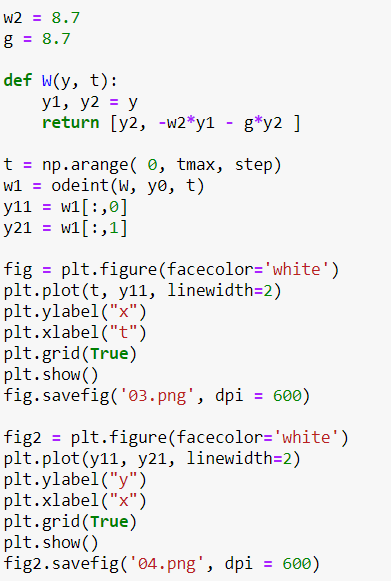 w2 = 8.7
g = 8.7
def W(y, t):
    y1, y2 = y
    return [y2, -w2*y1 - g*y2 ]
t = np.arange( 0, tmax, step)
w1 = odeint(W, y0, t)
y11 = w1[:,0]
y21 = w1[:,1]
fig = plt.figure(facecolor='white')
plt.plot(t, y11, linewidth=2)
plt.ylabel("x")
plt.xlabel("t")
plt.grid(True)
plt.show()
fig.savefig('03.png', dpi = 600)
fig2 = plt.figure(facecolor='white')
plt.plot(y11, y21, linewidth=2)
plt.ylabel("y")
plt.xlabel("x")
plt.grid(True)
plt.show()
fig2.savefig('04.png', dpi = 600)